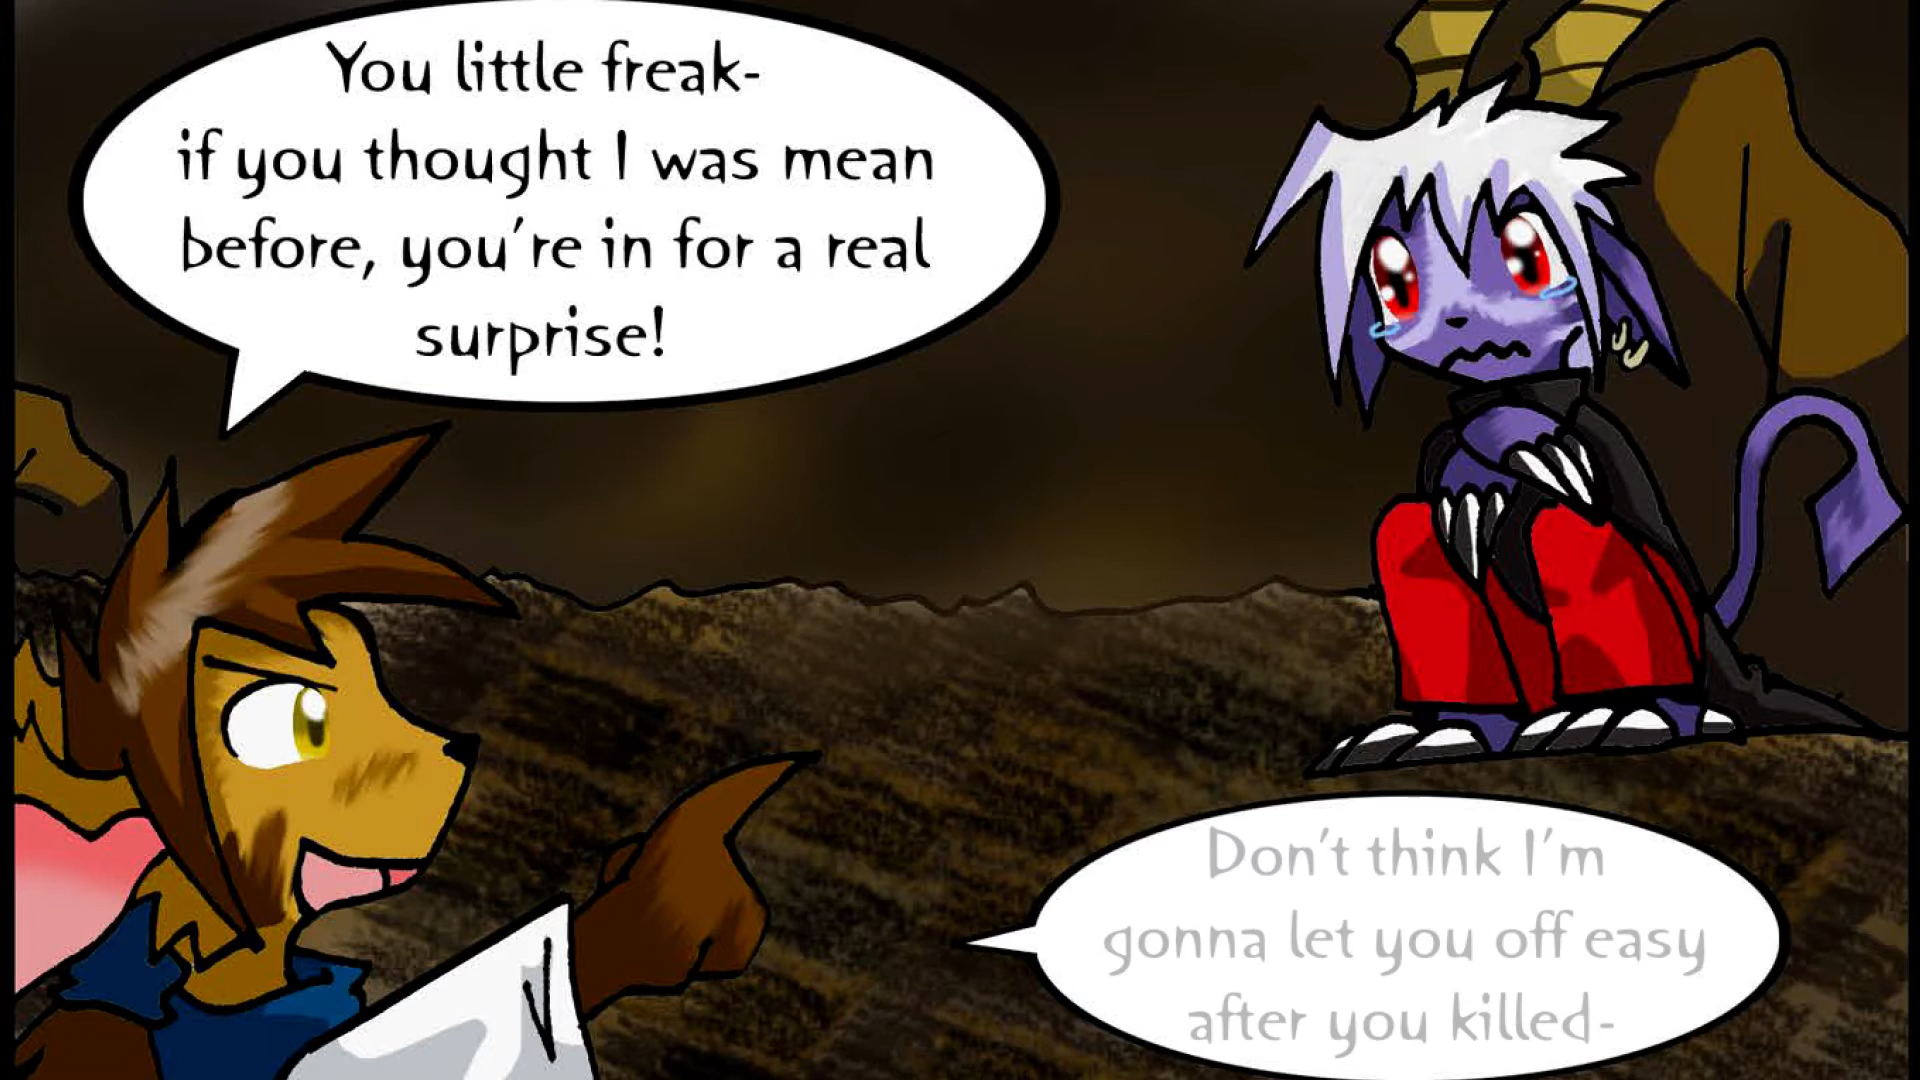 You little freak-
if you thought I was mean
before, you're in for a real
surprise!
Don't think I'm
gonna let you off easy
after you killed-